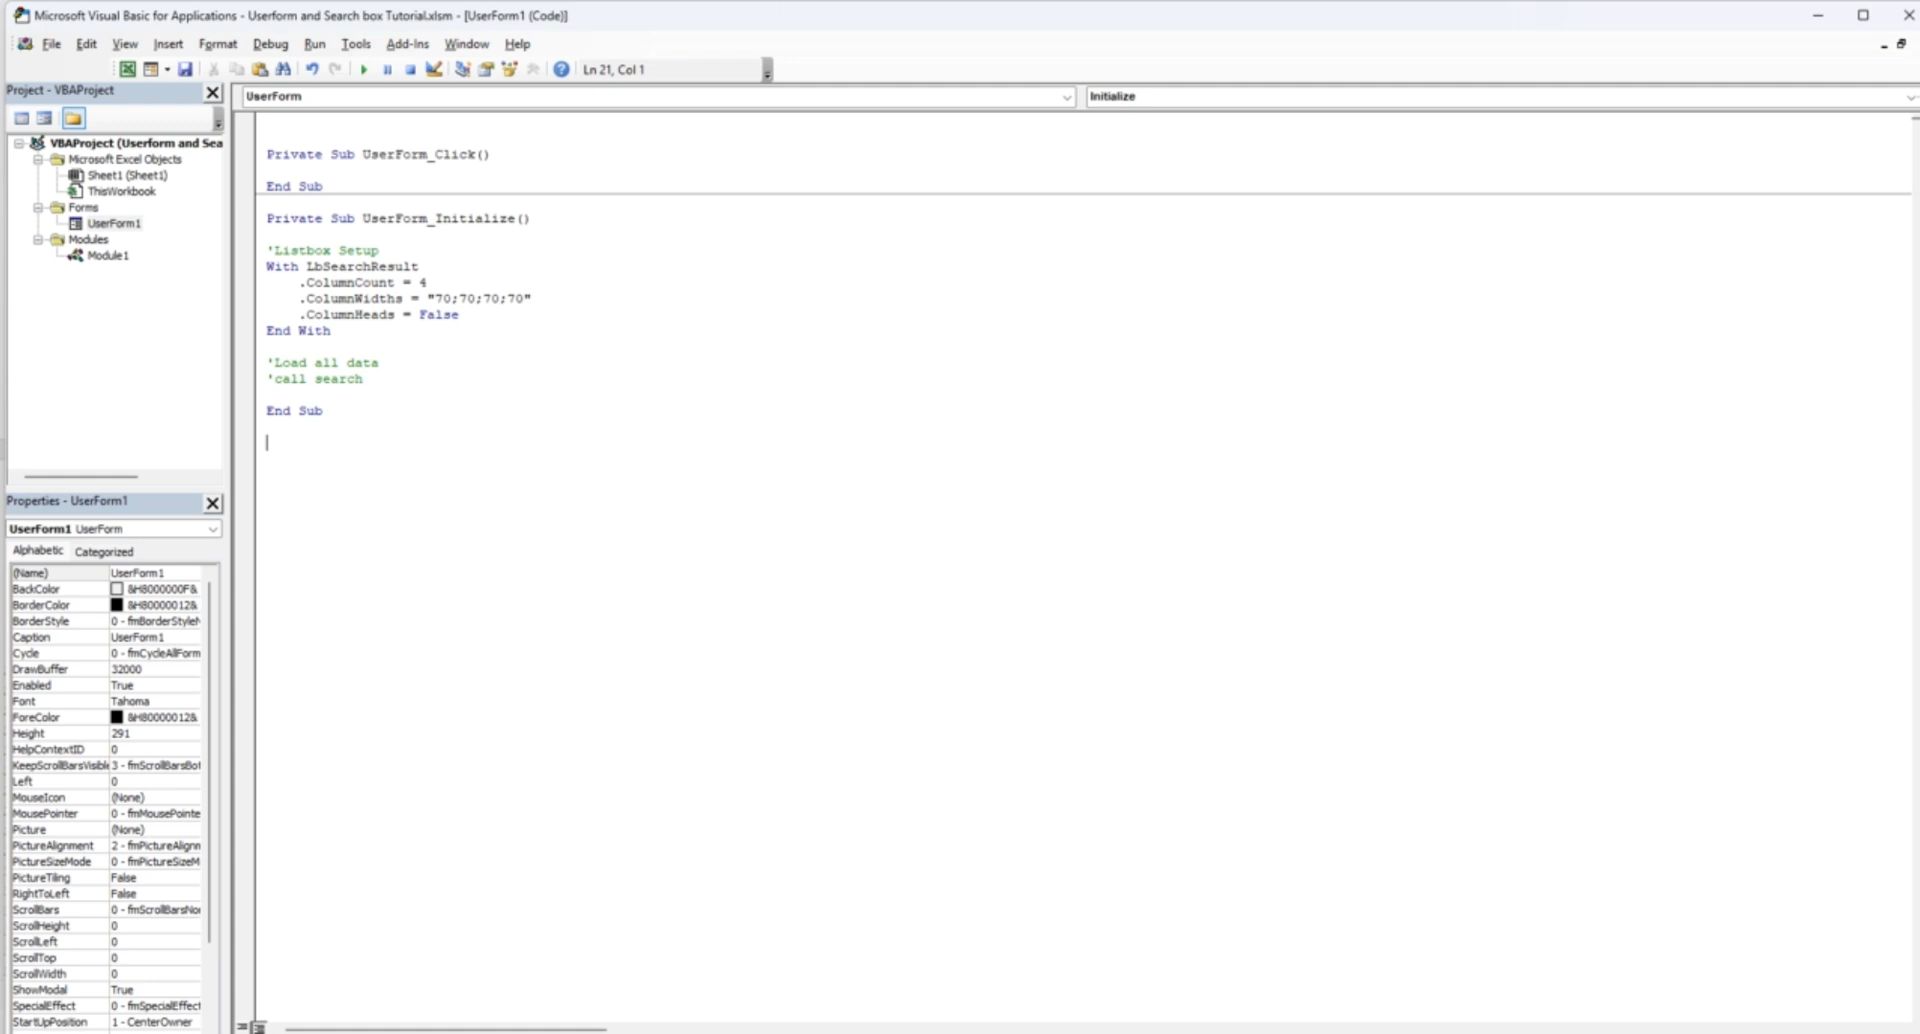 Microsoft Visual Basic for Applications - Userform and Search box Tutorial.xlsm - [UserForm1 (Code)]
File Edit View Insert Format Debug Run Tools Add-Ins Window Help
Ln 21, Col 1
Project - VBAProject
UserForm
Initialize
VBAProject (Userform and Sea
Microsoft Excel Objects
Sheet1 (Sheet1)
ThisWorkbook
Forms
UserForm1
Modules
Module1
Private Sub UserForm_Click()
End Sub
Private Sub UserForm_Initialize()
'Listbox Setup
With LbSearchResult
.ColumnCount = 4
.ColumnWidths = "70;70;70;70"
.ColumnHeads = False
End With
'Load all data
'call search
End Sub
Properties - UserForm1
UserForm1 UserForm
Alphabetic Categorized
(Name) UserForm1
BackColor &H8000000F&
BorderColor &H80000012&
BorderStyle 0 - fmBorderStyleN
Caption UserForm1
Cycle 0 - fmCycleAllForm
DrawBuffer 32000
Enabled True
Font Tahoma
ForeColor &H80000012&
Height 291
HelpContextID 0
KeepScrollBarsVisible 3 - fmScrollBarsBot
Left 0
MouseIcon (None)
MousePointer 0 - fmMousePointe
Picture (None)
PictureAlignment 2 - fmPictureAlignn
PictureSizeMode 0 - fmPictureSizeM
PictureTiling False
RightToLeft False
ScrollBars 0 - fmScrollBarsNon
ScrollHeight 0
ScrollLeft 0
ScrollTop 0
ScrollWidth 0
ShowModal True
SpecialEffect 0 - fmSpecialEffect
StartUpPosition 1 - CenterOwner